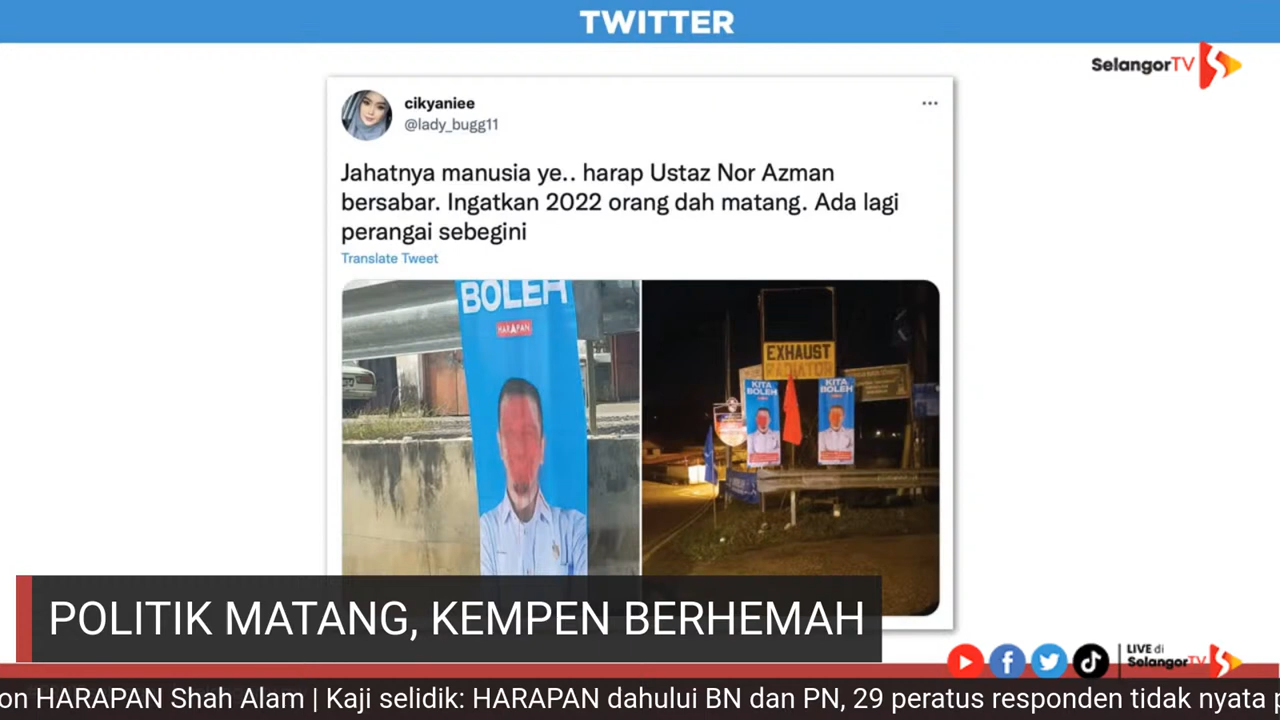 TWITTER
SelangorTV
cikyaniee
@lady_bugg11
Jahatnya manusia ye.. harap Ustaz Nor Azman
bersabar. Ingatkan 2022 orang dah matang. Ada lagi
perangai sebegini
Translate Tweet
BOLEH
HARAPAN
EXHAUST
RADIATOR
KITA
BOLEH
KITA
BOLEH
POLITIK MATANG, KEMPEN BERHEMAH
LIVE di
SelangorTV
on HARAPAN Shah Alam | Kaji selidik: HARAPAN dahului BN dan PN, 29 peratus responden tidak nyata p